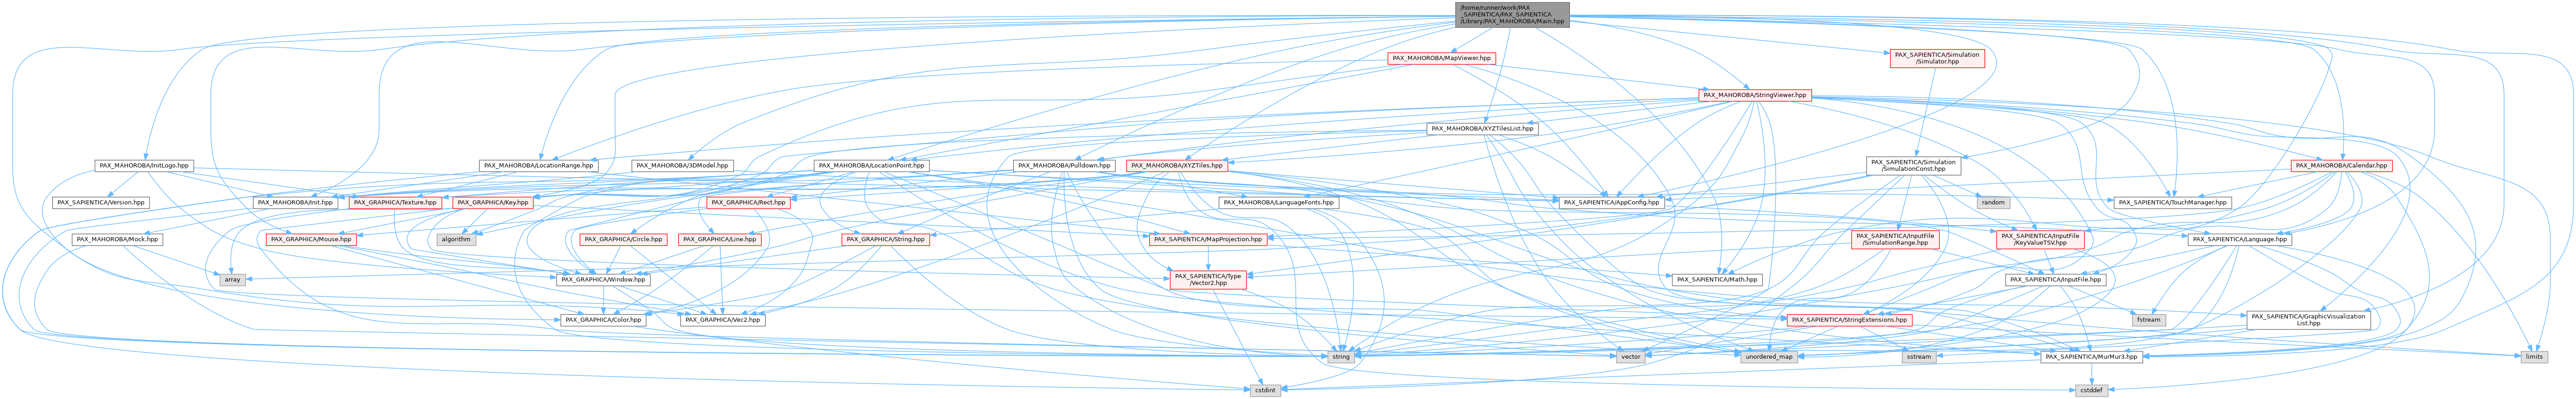 /home/runner/work/PAX
_SAPIENTICA/PAX_SAPIENTICA
/Library/PAX_MAHOROBA/Main.hpp
PAX_MAHOROBA/MapViewer.hpp
PAX_SAPIENTICA/Simulation
/Simulator.hpp
PAX_MAHOROBA/StringViewer.hpp
PAX_MAHOROBA/XYZTilesList.hpp
PAX_MAHOROBA/InitLogo.hpp
PAX_MAHOROBA/LocationRange.hpp
PAX_MAHOROBA/3DModel.hpp
PAX_MAHOROBA/LocationPoint.hpp
PAX_MAHOROBA/Pulldown.hpp
PAX_MAHOROBA/XYZTiles.hpp
PAX_SAPIENTICA/Simulation
/SimulationConst.hpp
PAX_MAHOROBA/Calendar.hpp
PAX_SAPIENTICA/Version.hpp
PAX_MAHOROBA/Init.hpp
PAX_GRAPHICA/Texture.hpp
PAX_GRAPHICA/Key.hpp
PAX_GRAPHICA/Rect.hpp
PAX_MAHOROBA/LanguageFonts.hpp
PAX_SAPIENTICA/AppConfig.hpp
random
PAX_SAPIENTICA/TouchManager.hpp
PAX_MAHOROBA/Mock.hpp
PAX_GRAPHICA/Mouse.hpp
algorithm
PAX_GRAPHICA/Circle.hpp
PAX_GRAPHICA/Line.hpp
PAX_GRAPHICA/String.hpp
PAX_SAPIENTICA/MapProjection.hpp
PAX_SAPIENTICA/InputFile
/SimulationRange.hpp
PAX_SAPIENTICA/InputFile
/KeyValueTSV.hpp
PAX_SAPIENTICA/Language.hpp
array
PAX_GRAPHICA/Window.hpp
PAX_SAPIENTICA/Type
/Vector2.hpp
PAX_SAPIENTICA/Math.hpp
PAX_SAPIENTICA/InputFile.hpp
PAX_GRAPHICA/Color.hpp
PAX_GRAPHICA/Vec2.hpp
PAX_SAPIENTICA/StringExtensions.hpp
fstream
PAX_SAPIENTICA/GraphicVisualization
List.hpp
string
vector
unordered_map
sstream
PAX_SAPIENTICA/MurMur3.hpp
limits
cstdint
cstddef